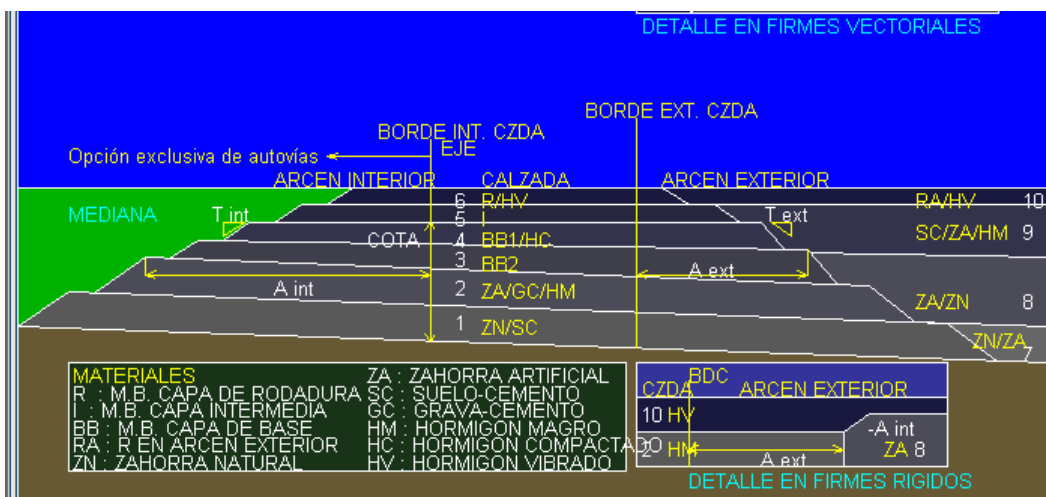 DETALLE EN FIRMES VECTORIALES
BORDE EXT. CZDA
BORDE INT. CZDA
EJE
Opción exclusiva de autovías
ARCEN INTERIOR CALZADA ARCEN EXTERIOR
6 R/HV RA/HV 10
MEDIANA T int 5 I T ext
COTA 4 BB1/HC SC/ZA/HM 9
3 BB2 A ext
A int 2 ZA/GC/HM ZA/ZN 8
1 ZN/SC ZN/ZA 7
MATERIALES
R : M.B. CAPA DE RODADURA
I : M.B. CAPA INTERMEDIA
BB : M.B. CAPA DE BASE
RA : R EN ARCEN EXTERIOR
ZN : ZAHORRA NATURAL
ZA : ZAHORRA ARTIFICIAL
SC : SUELO-CEMENTO
GC : GRAVA-CEMENTO
HM : HORMIGON MAGRO
HC : HORMIGON COMPACTADO
HV : HORMIGON VIBRADO
BDC
CZDA ARCEN EXTERIOR
10 HV
-A int
2 HM ZA 8
A ext
DETALLE EN FIRMES RIGIDOS